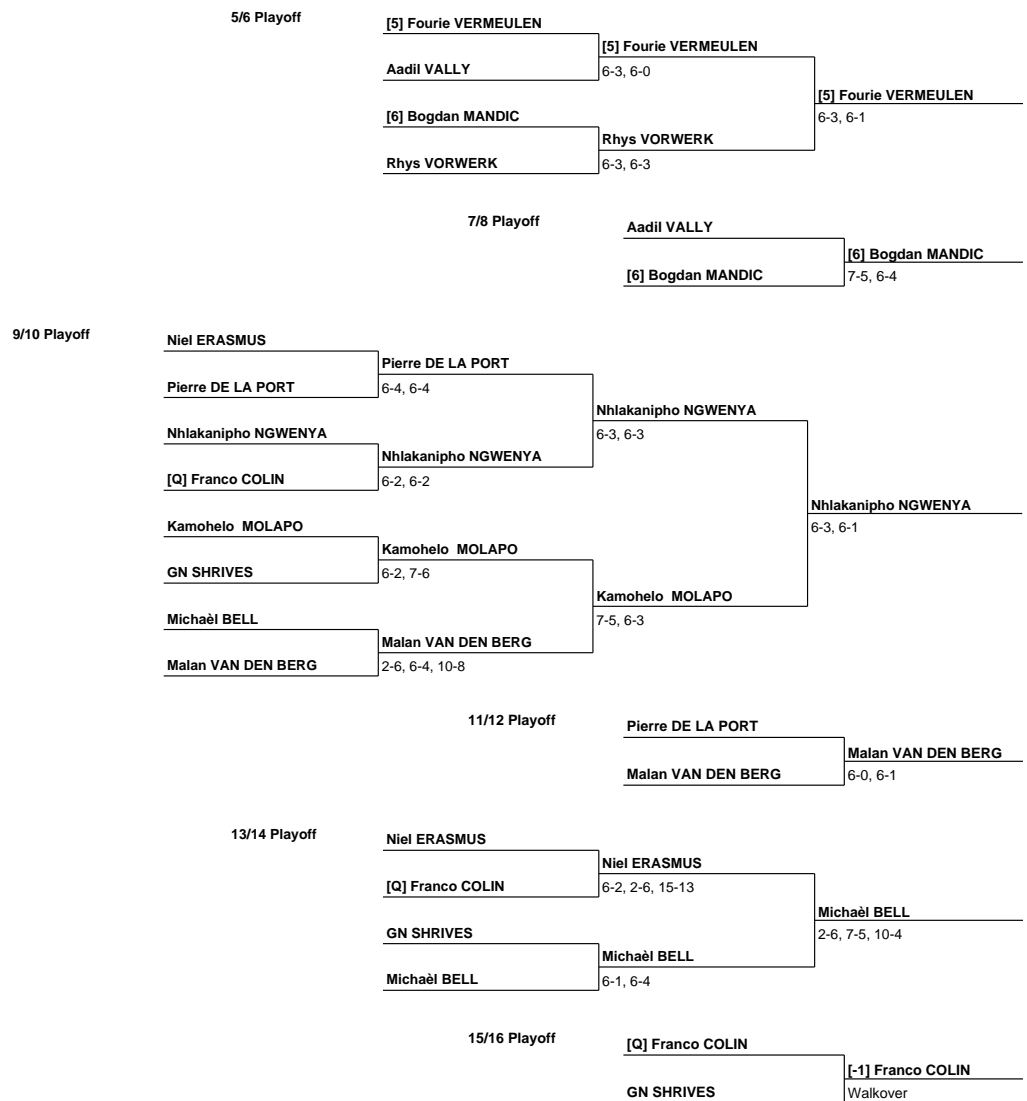 5/6 Playoff
[5] Fourie VERMEULEN
[5] Fourie VERMEULEN
Aadil VALLY
6-3, 6-0
[5] Fourie VERMEULEN
[6] Bogdan MANDIC
6-3, 6-1
Rhys VORWERK
Rhys VORWERK
6-3, 6-3
7/8 Playoff
Aadil VALLY
[6] Bogdan MANDIC
[6] Bogdan MANDIC
7-5, 6-4
9/10 Playoff
Niel ERASMUS
Pierre DE LA PORT
Pierre DE LA PORT
6-4, 6-4
Nhlakanipho NGWENYA
Nhlakanipho NGWENYA
6-3, 6-3
Nhlakanipho NGWENYA
[Q] Franco COLIN
6-2, 6-2
Nhlakanipho NGWENYA
Kamohelo  MOLAPO
6-3, 6-1
Kamohelo  MOLAPO
GN SHRIVES
6-2, 7-6
Kamohelo  MOLAPO
Michaèl BELL
7-5, 6-3
Malan VAN DEN BERG
Malan VAN DEN BERG
2-6, 6-4, 10-8
11/12 Playoff
Pierre DE LA PORT
Malan VAN DEN BERG
Malan VAN DEN BERG
6-0, 6-1
13/14 Playoff
Niel ERASMUS
Niel ERASMUS
[Q] Franco COLIN
6-2, 2-6, 15-13
Michaèl BELL
GN SHRIVES
2-6, 7-5, 10-4
Michaèl BELL
Michaèl BELL
6-1, 6-4
15/16 Playoff
[Q] Franco COLIN
[-1] Franco COLIN
GN SHRIVES
Walkover